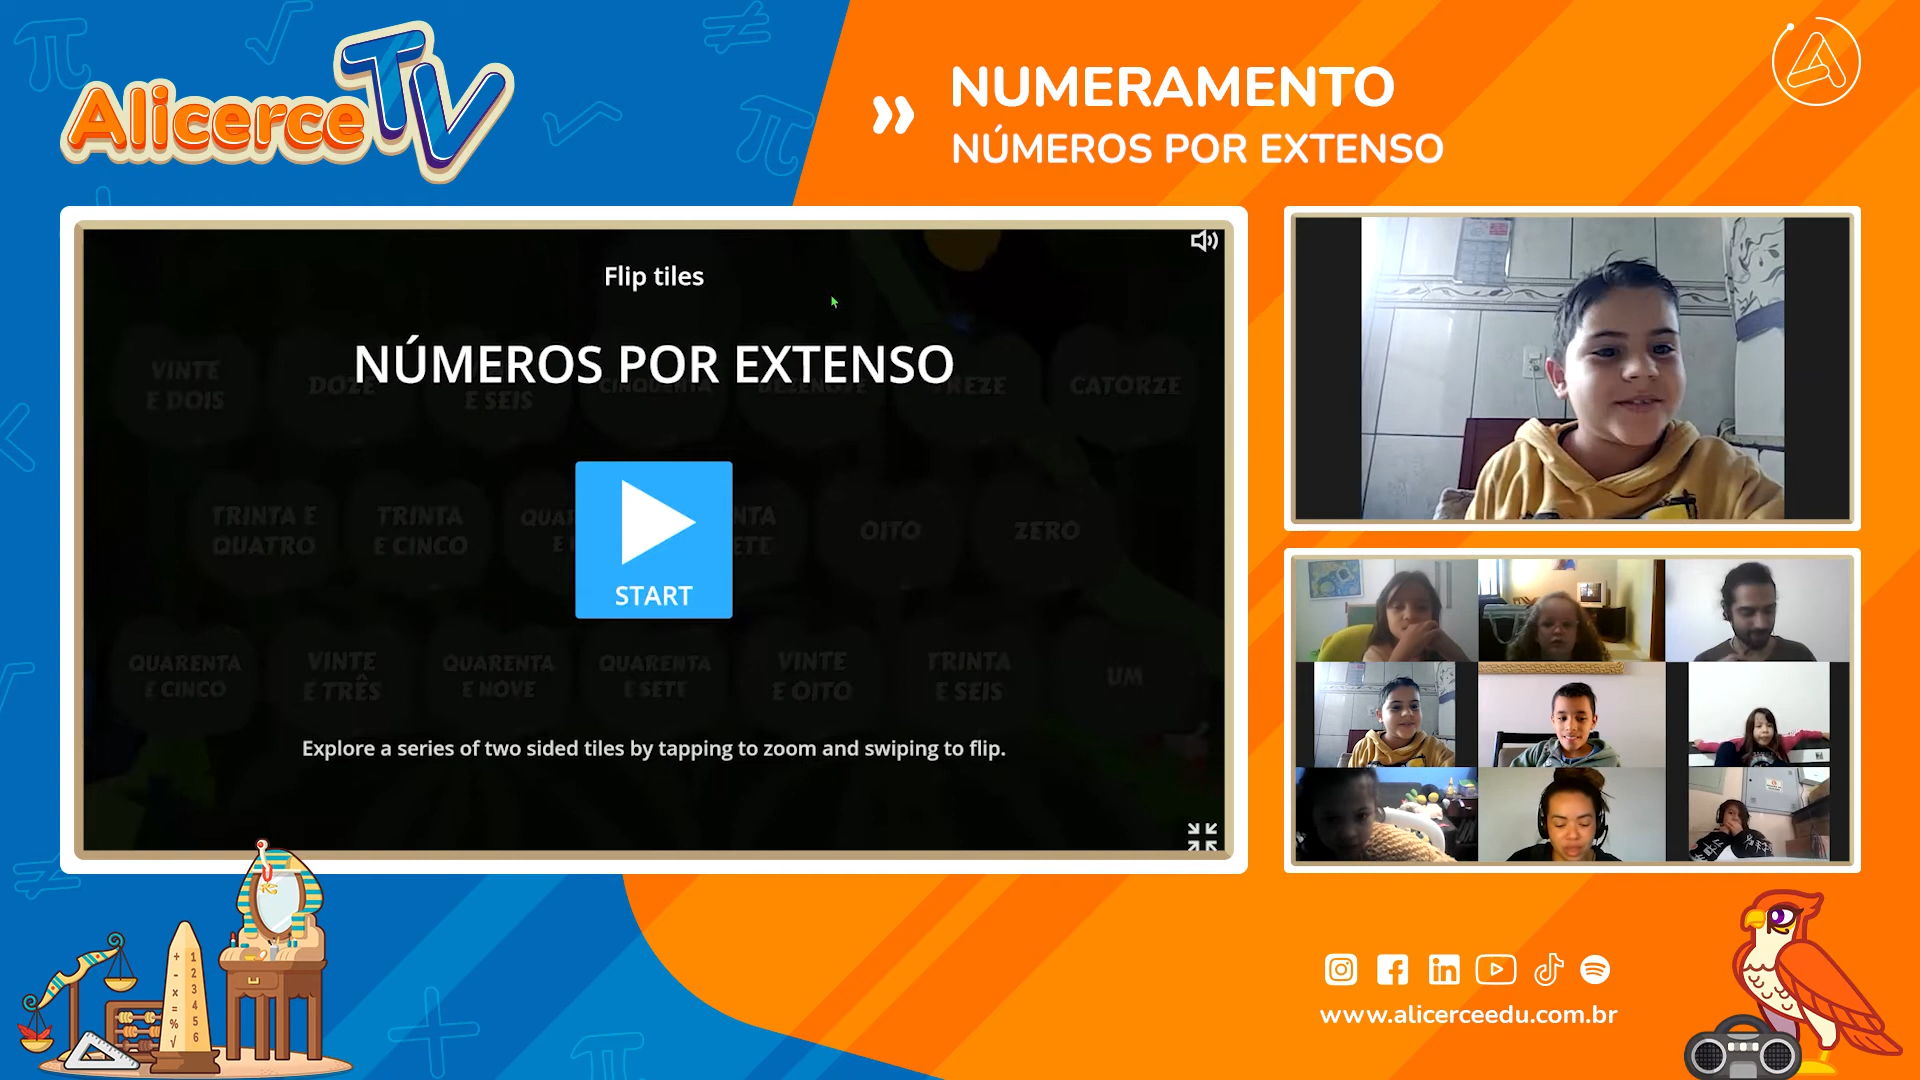 Alicerce TV
NUMERAMENTO
NÚMEROS POR EXTENSO
Flip tiles
NÚMEROS POR EXTENSO
VINTE
E DOIS
DOZE
E SEIS
CATORZE
TRINTA E
QUATRO
TRINTA
E CINCO
OITO
ZERO
START
QUARENTA
E CINCO
VINTE
E TRÊS
QUARENTA
E NOVE
QUARENTA
E SETE
VINTE
E OITO
TRINTA
E SEIS
UM
Explore a series of two sided tiles by tapping to zoom and swiping to flip.
www.alicerceedu.com.br